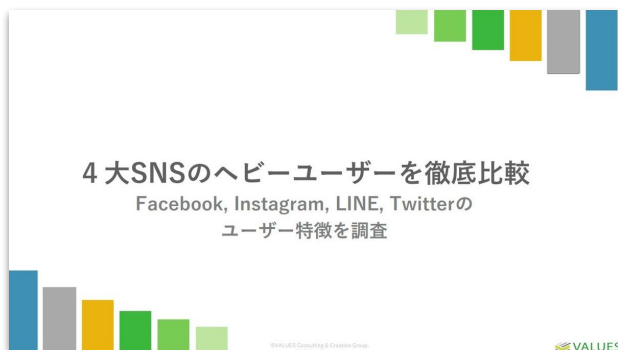 4大SNSのヘビーユーザーを徹底比較
Facebook, Instagram, LINE, Twitterの
ユーザー特徴を調査
©VALUES Consulting & Creation Group.
VALUES